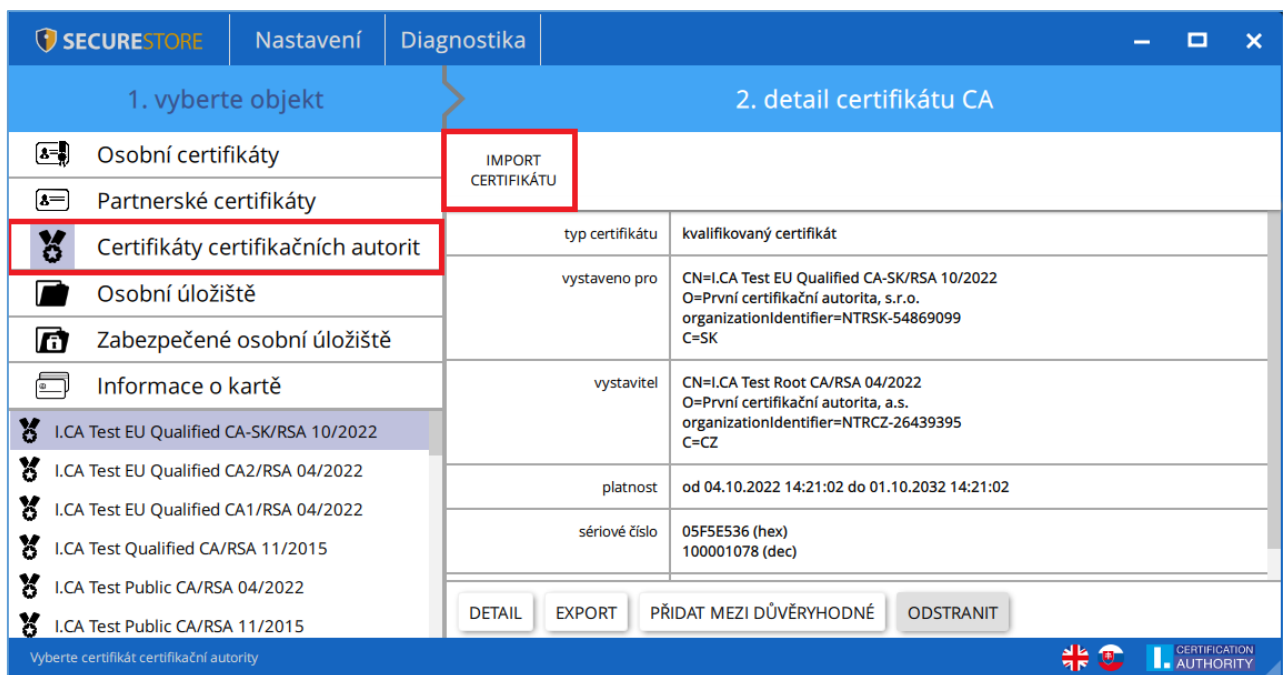 SECURESTORE
Nastavení
Diagnostika
1. vyberte objekt
2. detail certifikátu CA
Osobní certifikáty
Partnerské certifikáty
Certifikáty certifikačních autorit
Osobní úložiště
Zabezpečené osobní úložiště
Informace o kartě
I.CA Test EU Qualified CA-SK/RSA 10/2022
I.CA Test EU Qualified CA2/RSA 04/2022
I.CA Test EU Qualified CA1/RSA 04/2022
I.CA Test Qualified CA/RSA 11/2015
I.CA Test Public CA/RSA 04/2022
I.CA Test Public CA/RSA 11/2015
IMPORT
CERTIFIKÁTU
typ certifikátu
kvalifikovaný certifikát
vystaveno pro
CN=I.CA Test EU Qualified CA-SK/RSA 10/2022
O=První certifikační autorita, s.r.o.
organizationIdentifier=NTRSK-54869099
C=SK
vystavitel
CN=I.CA Test Root CA/RSA 04/2022
O=První certifikační autorita, a.s.
organizationIdentifier=NTRCZ-26439395
C=CZ
platnost
od 04.10.2022 14:21:02 do 01.10.2032 14:21:02
sériové číslo
05F5E536 (hex)
100001078 (dec)
DETAIL
EXPORT
PŘIDAT MEZI DŮVĚRYHODNÉ
ODSTRANIT
Vyberte certifikát certifikační autority
I.
CERTIFICATION
AUTHORITY